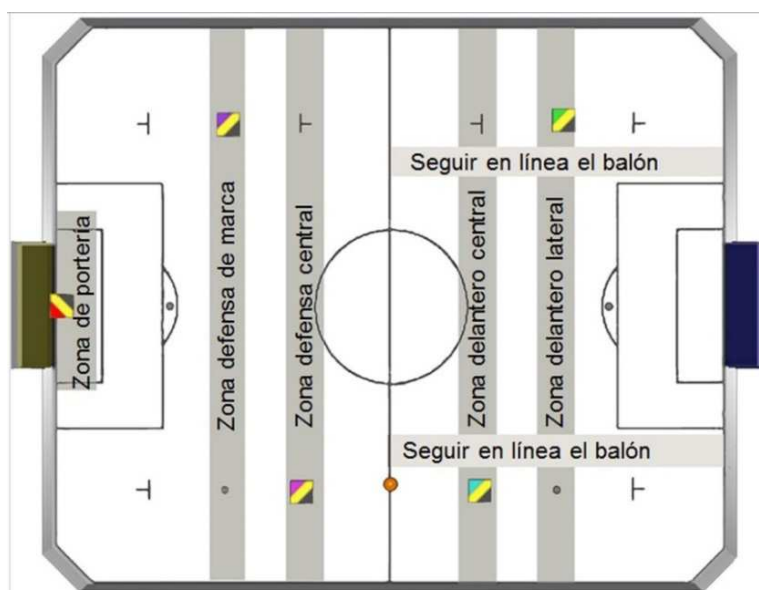 Zona de portería
Zona defensa de marca
Zona defensa central
Seguir en línea el balón
Zona delantero central
Zona delantero lateral
Seguir en línea el balón